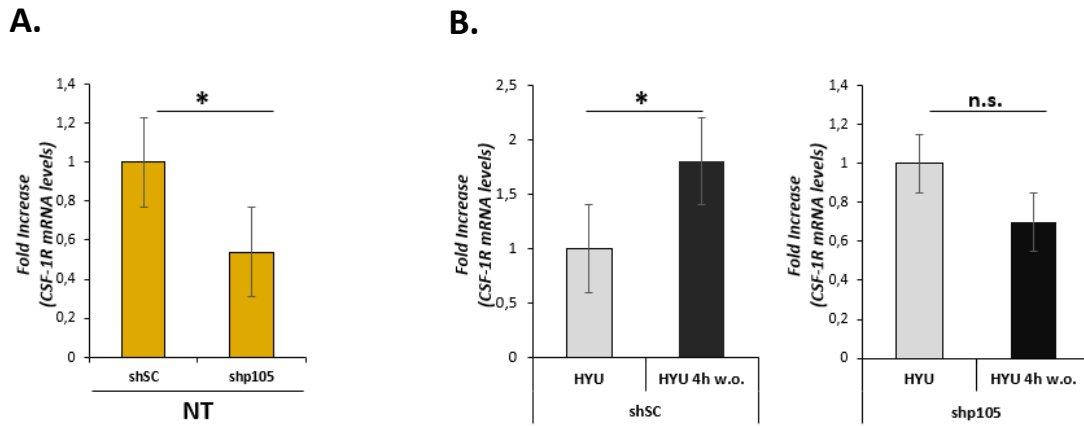 A.
B.
Fold Increase
(CSF-1R mRNA levels)
1,4
1,2
1
0,8
0,6
0,4
0,2
0
*
shSC
shp105
NT
Fold Increase
(CSF-1R mRNA levels)
2,5
2
1,5
1
0,5
0
*
HYU
HYU 4h w.o.
shSC
Fold Increase
(CSF-1R mRNA levels)
1,4
1,2
1
0,8
0,6
0,4
0,2
0
n.s.
HYU
HYU 4h w.o.
shp105